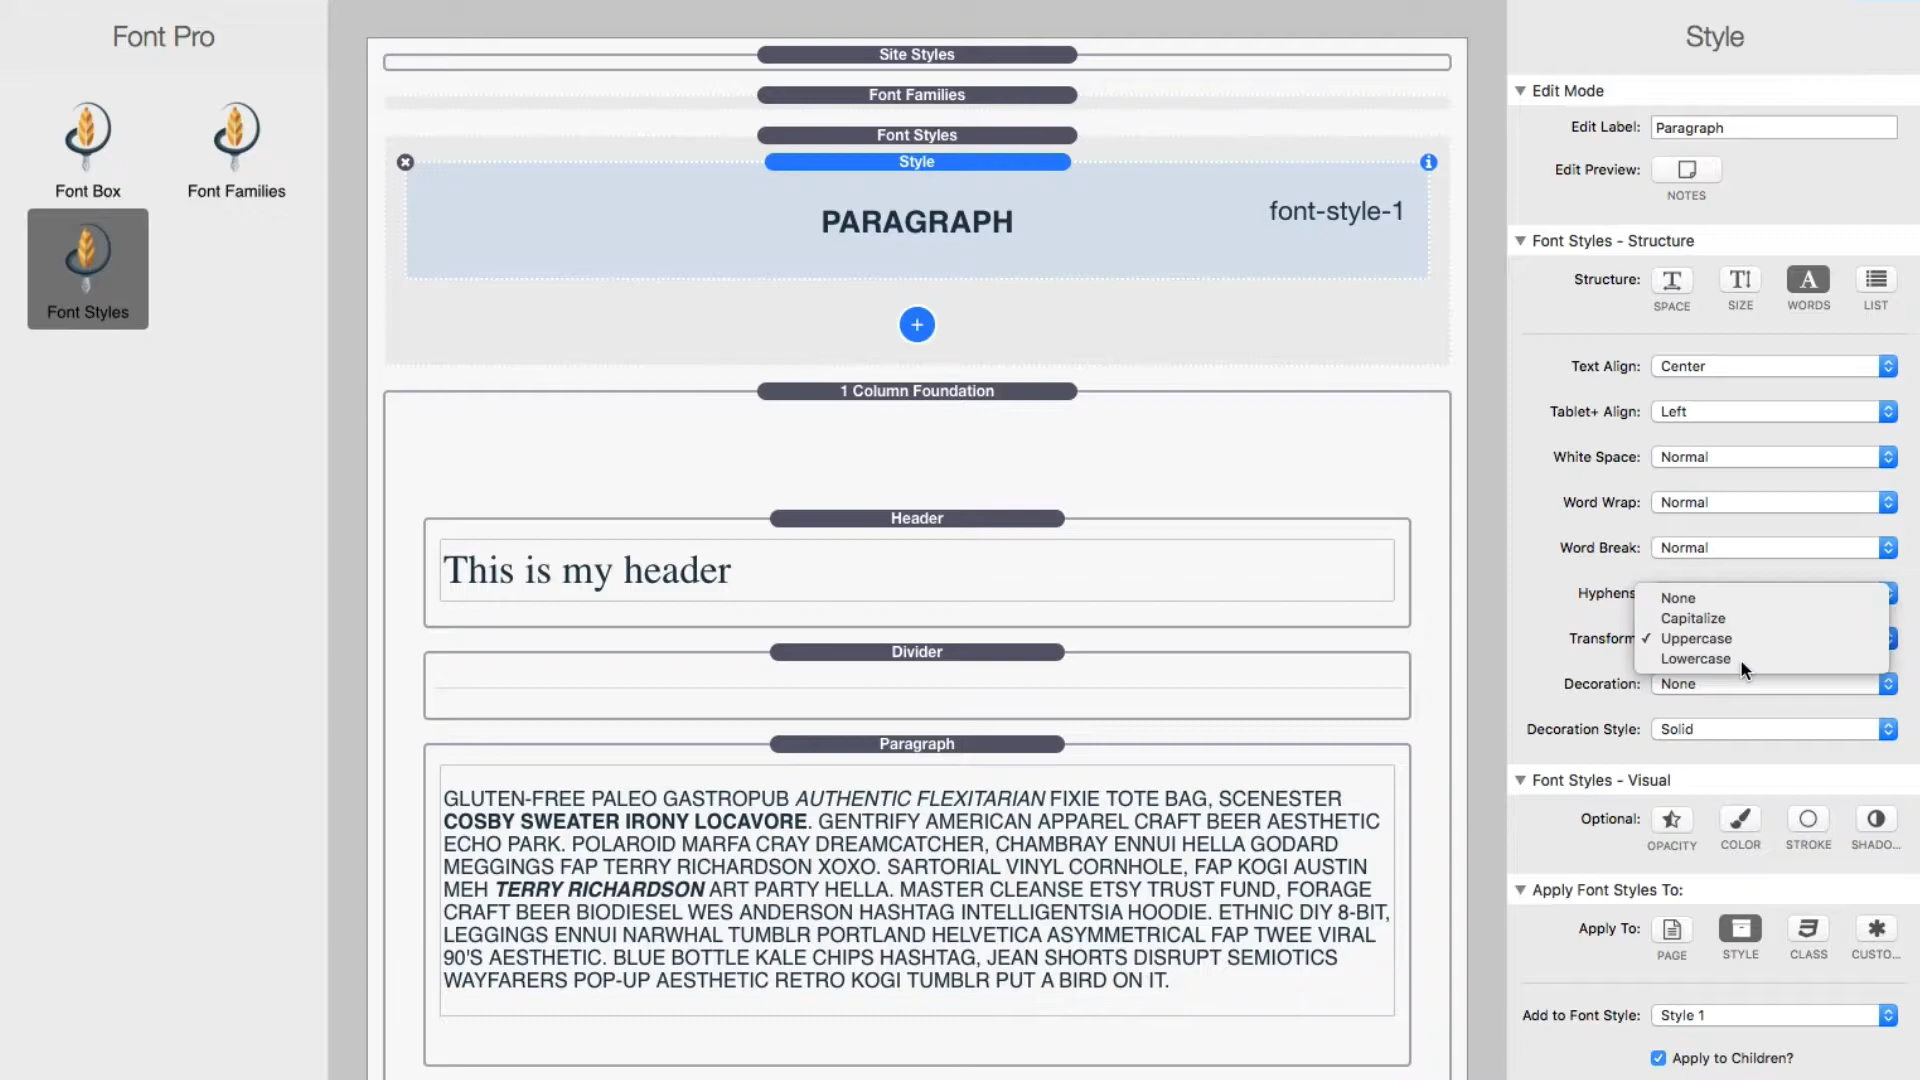 Font Pro
Font Box
Font Families
Font Styles
Site Styles
Font Families
Font Styles
Style
PARAGRAPH
font-style-1
1 Column Foundation
Header
This is my header
Divider
Paragraph
GLUTEN-FREE PALEO GASTROPUB AUTHENTIC FLEXITARIAN FIXIE TOTE BAG, SCENESTER
COSBY SWEATER IRONY LOCAVORE. GENTRIFY AMERICAN APPAREL CRAFT BEER AESTHETIC
ECHO PARK. POLAROID MARFA CRAY DREAMCATCHER, CHAMBRAY ENNUI HELLA GODARD
MEGGINGS FAP TERRY RICHARDSON XOXO. SARTORIAL VINYL CORNHOLE, FAP KOGI AUSTIN
MEH TERRY RICHARDSON ART PARTY HELLA. MASTER CLEANSE ETSY TRUST FUND, FORAGE
CRAFT BEER BIODIESEL WES ANDERSON HASHTAG INTELLIGENTSIA HOODIE. ETHNIC DIY 8-BIT,
LEGGINGS ENNUI NARWHAL TUMBLR PORTLAND HELVETICA ASYMMETRICAL FAP TWEE VIRAL
90'S AESTHETIC. BLUE BOTTLE KALE CHIPS HASHTAG, JEAN SHORTS DISRUPT SEMIOTICS
WAYFARERS POP-UP AESTHETIC RETRO KOGI TUMBLR PUT A BIRD ON IT.
Style
Edit Mode
Edit Label: Paragraph
Edit Preview:
NOTES
Font Styles - Structure
Structure:
SPACE SIZE WORDS LIST
Text Align: Center
Tablet+ Align: Left
White Space: Normal
Word Wrap: Normal
Word Break: Normal
Hyphens
None
Capitalize
Transform ✓ Uppercase
Lowercase
Decoration: None
Decoration Style: Solid
Font Styles - Visual
Optional:
OPACITY COLOR STROKE SHADO...
Apply Font Styles To:
Apply To:
PAGE STYLE CLASS CUSTO...
Add to Font Style: Style 1
Apply to Children?